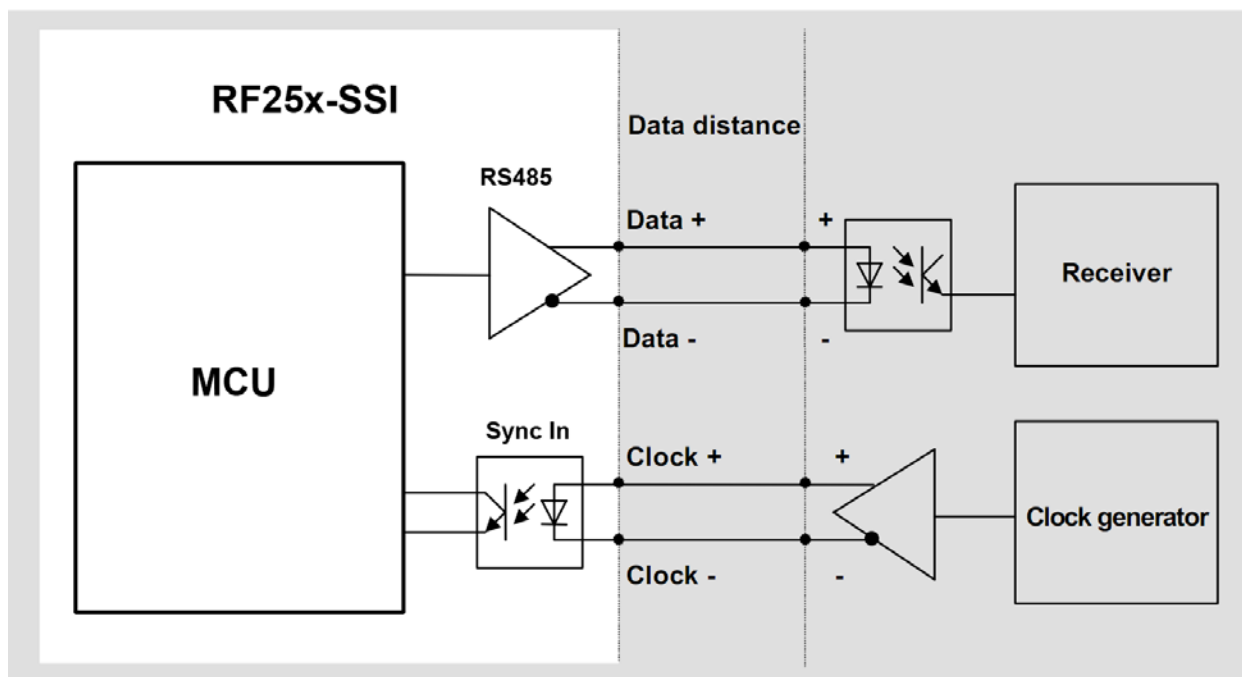 RF25x-SSI
Data distance
RS485
Data +
+
Receiver
Data -
-
MCU
Sync In
Clock +
+
Clock generator
Clock -
-